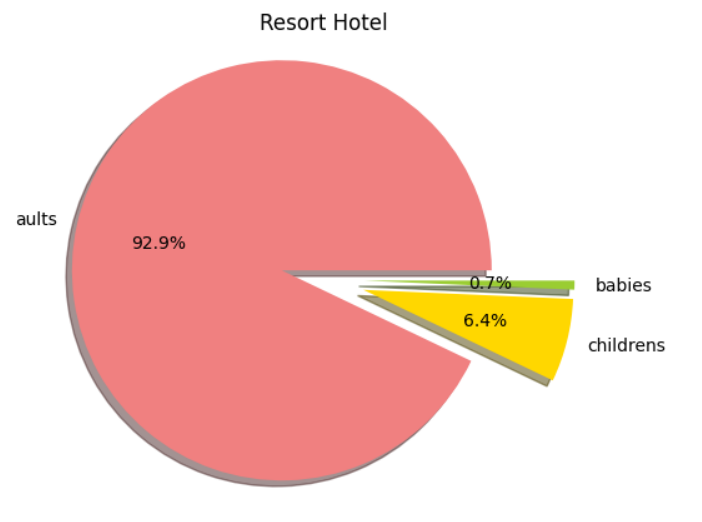 Resort Hotel
aults
92.9%
0.7%
babies
6.4%
childrens